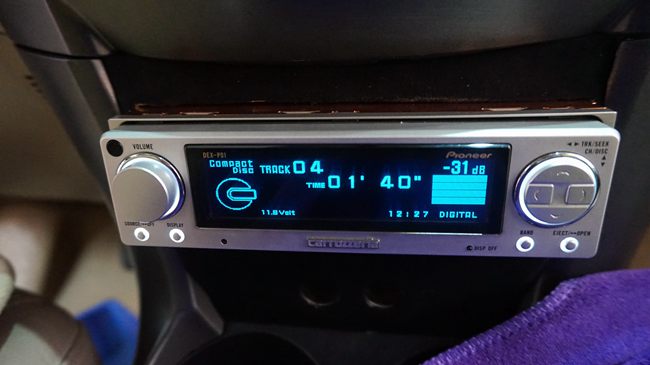 VOLUME
DEX-P01
Pioneer
TRK/SEEK
CH/DISC
Compact
Disc
TRACK 04
-31 dB
TIME 01' 40"
11.8Volt
12:27 DIGITAL
DISPLAY
carrozzeria
DISP OFF
BAND
EJECT/OPEN